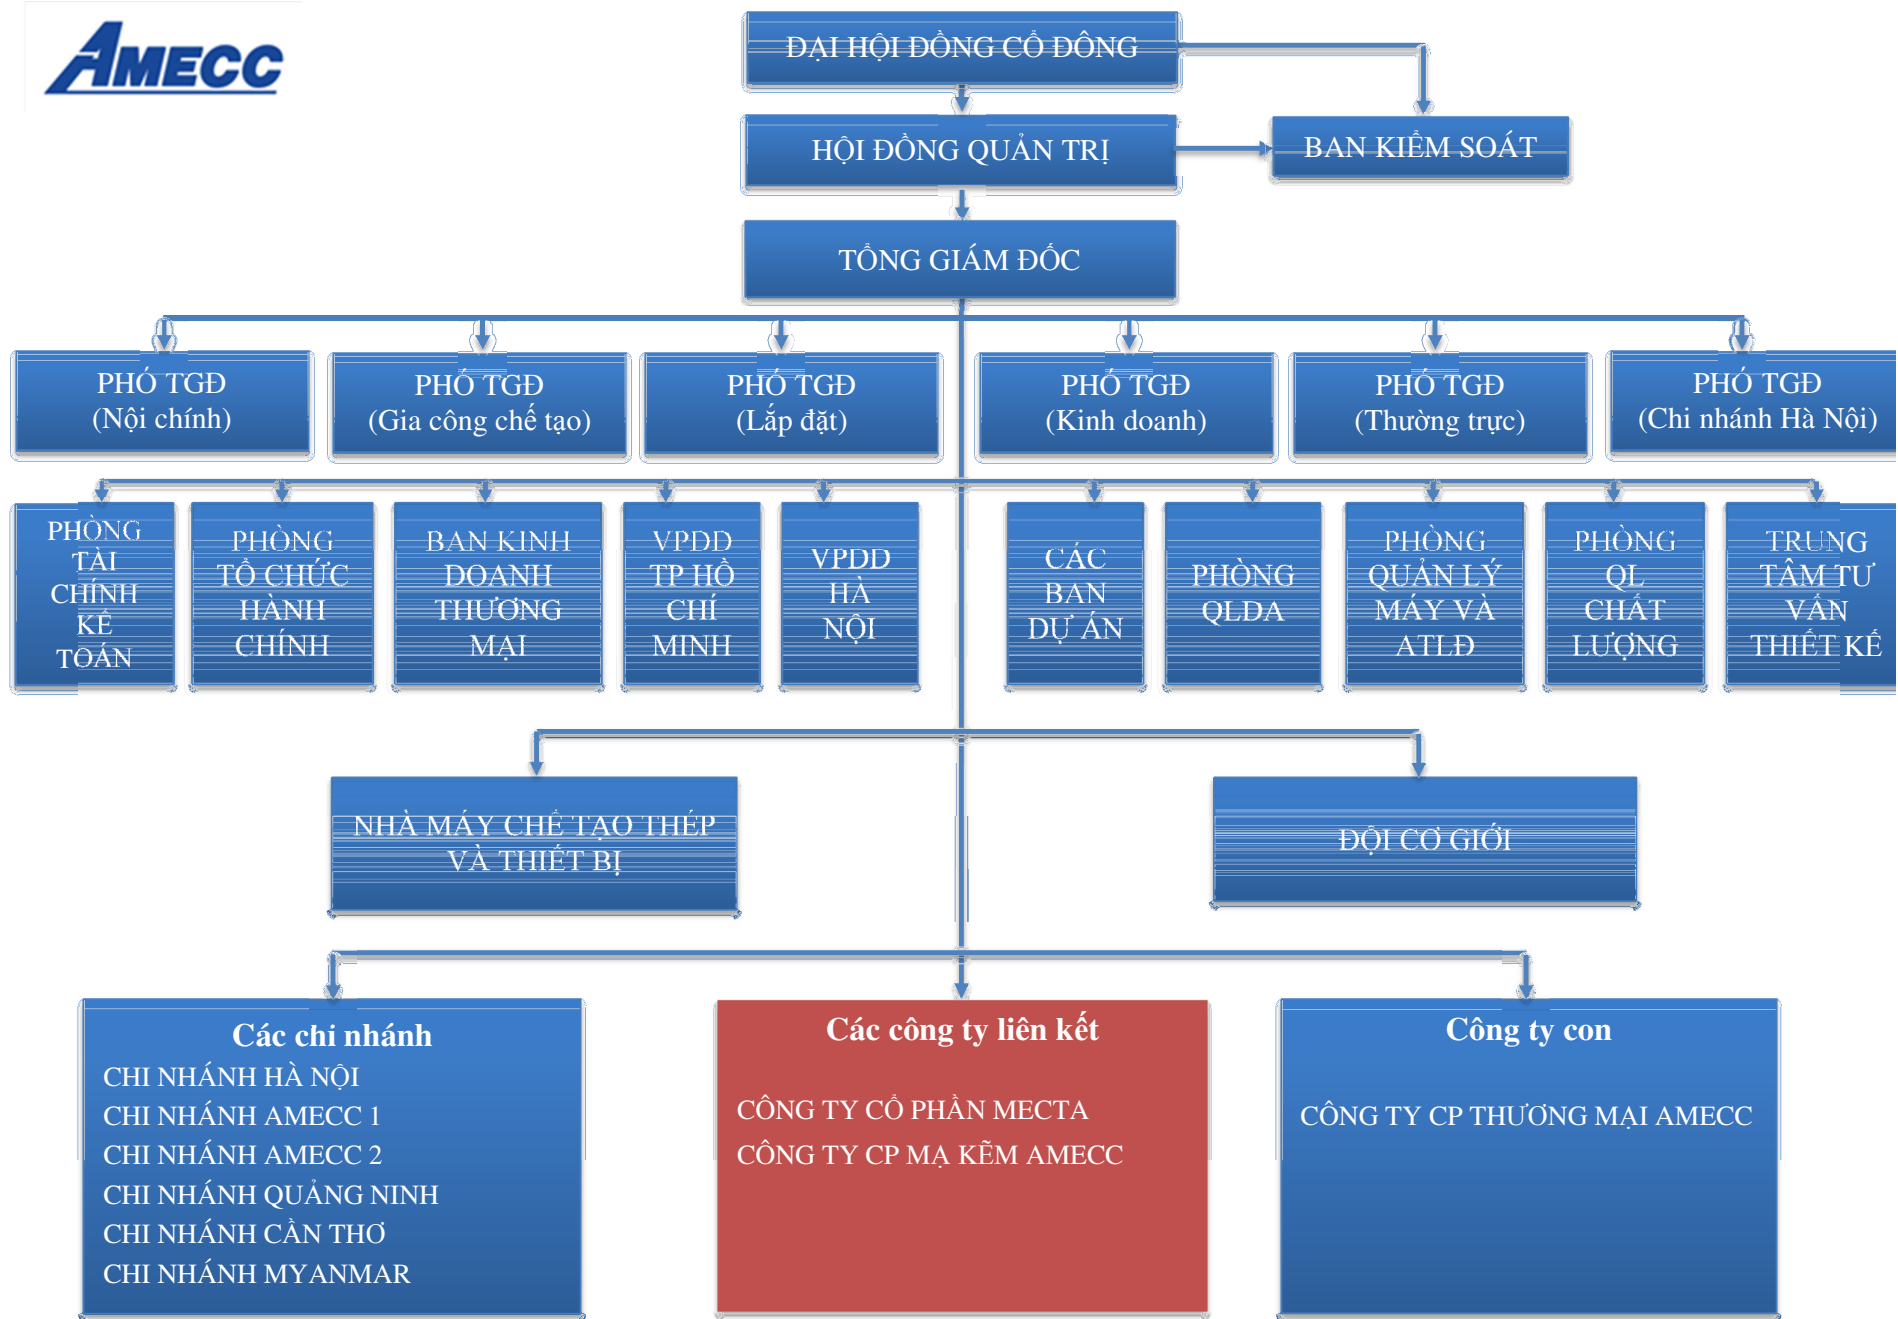 AMECC
ĐẠI HỘI ĐỒNG CỔ ĐÔNG
HỘI ĐỒNG QUẢN TRỊ
BAN KIỂM SOÁT
TỔNG GIÁM ĐỐC
PHÓ TGĐ
(Nội chính)
PHÓ TGĐ
(Gia công chế tạo)
PHÓ TGĐ
(Lắp đặt)
PHÓ TGĐ
(Kinh doanh)
PHÓ TGĐ
(Thường trực)
PHÓ TGĐ
(Chi nhánh Hà Nội)
PHÒNG
TÀI
CHÍNH
KẾ
TOÁN
PHÒNG
TỔ CHỨC
HÀNH
CHÍNH
BAN KINH
DOANH
THƯƠNG
MẠI
VPDD
TP HỒ
CHÍ
MINH
VPDD
HÀ
NỘI
CÁC
BAN
DỰ ÁN
PHÒNG
QLDA
PHÒNG
QUẢN LÝ
MÁY VÀ
ATLĐ
PHÒNG
QL
CHẤT
LƯỢNG
TRUNG
TÂM TƯ
VẤN
THIẾT KẾ
NHÀ MÁY CHẾ TẠO THÉP
VÀ THIẾT BỊ
ĐỘI CƠ GIỚI
Các chi nhánh
CHI NHÁNH HÀ NỘI
CHI NHÁNH AMECC 1
CHI NHÁNH AMECC 2
CHI NHÁNH QUẢNG NINH
CHI NHÁNH CẦN THƠ
CHI NHÁNH MYANMAR
Các công ty liên kết
CÔNG TY CỔ PHẦN MECTA
CÔNG TY CP MẠ KẼM AMECC
Công ty con
CÔNG TY CP THƯƠNG MẠI AMECC